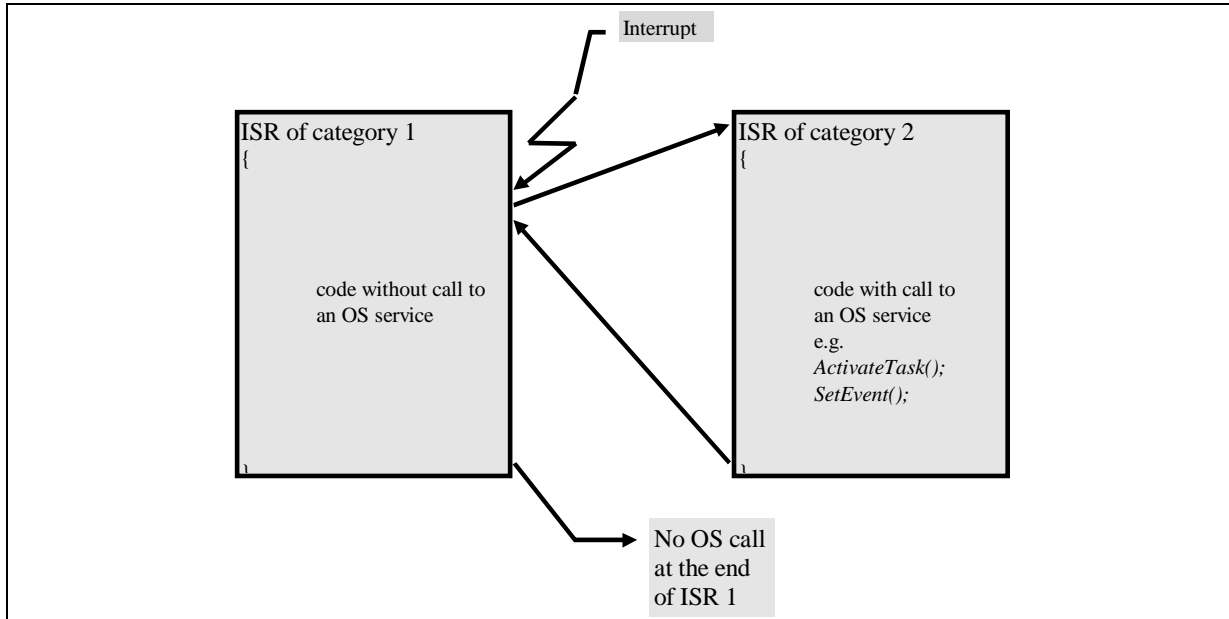 Interrupt
ISR of category 1
{
code without call to
an OS service
}
ISR of category 2
{
code with call to
an OS service
e.g.
ActivateTask();
SetEvent();
}
No OS call
at the end
of ISR 1